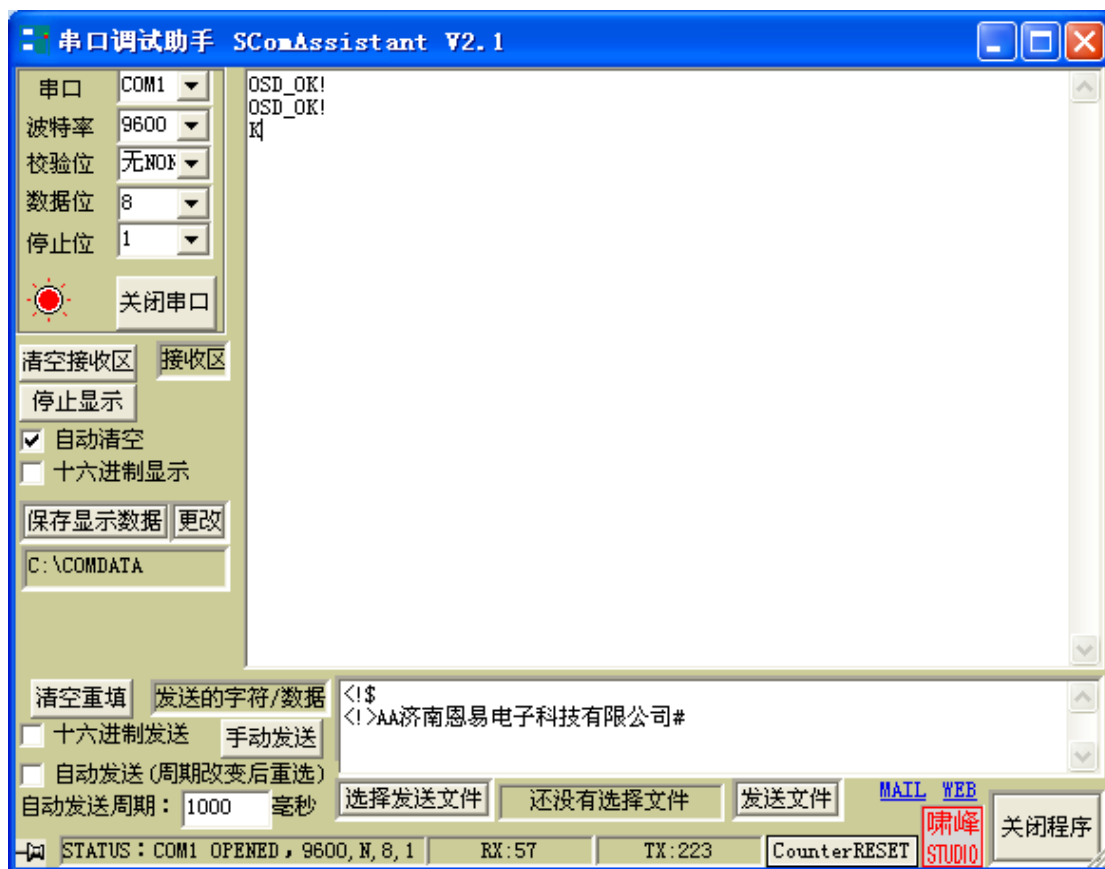 串口调试助手 SComAssistant V2.1
串口 COM1
波特率 9600
校验位 无NON
数据位 8
停止位 1
关闭串口
清空接收区 接收区
停止显示
自动清空
十六进制显示
保存显示数据 更改
C:\COMDATA
OSD_OK!
OSD_OK!
K
清空重填 发送的字符/数据
十六进制发送 手动发送
自动发送(周期改变后重选)
自动发送周期: 1000 毫秒
<!$
<!>AA济南恩易电子科技有限公司#
选择发送文件 还没有选择文件 发送文件
MAIL WEB
啸峰
STUDIO
关闭程序
STATUS：COM1 OPENED，9600,N,8,1 RX:57 TX:223 CounterRESET